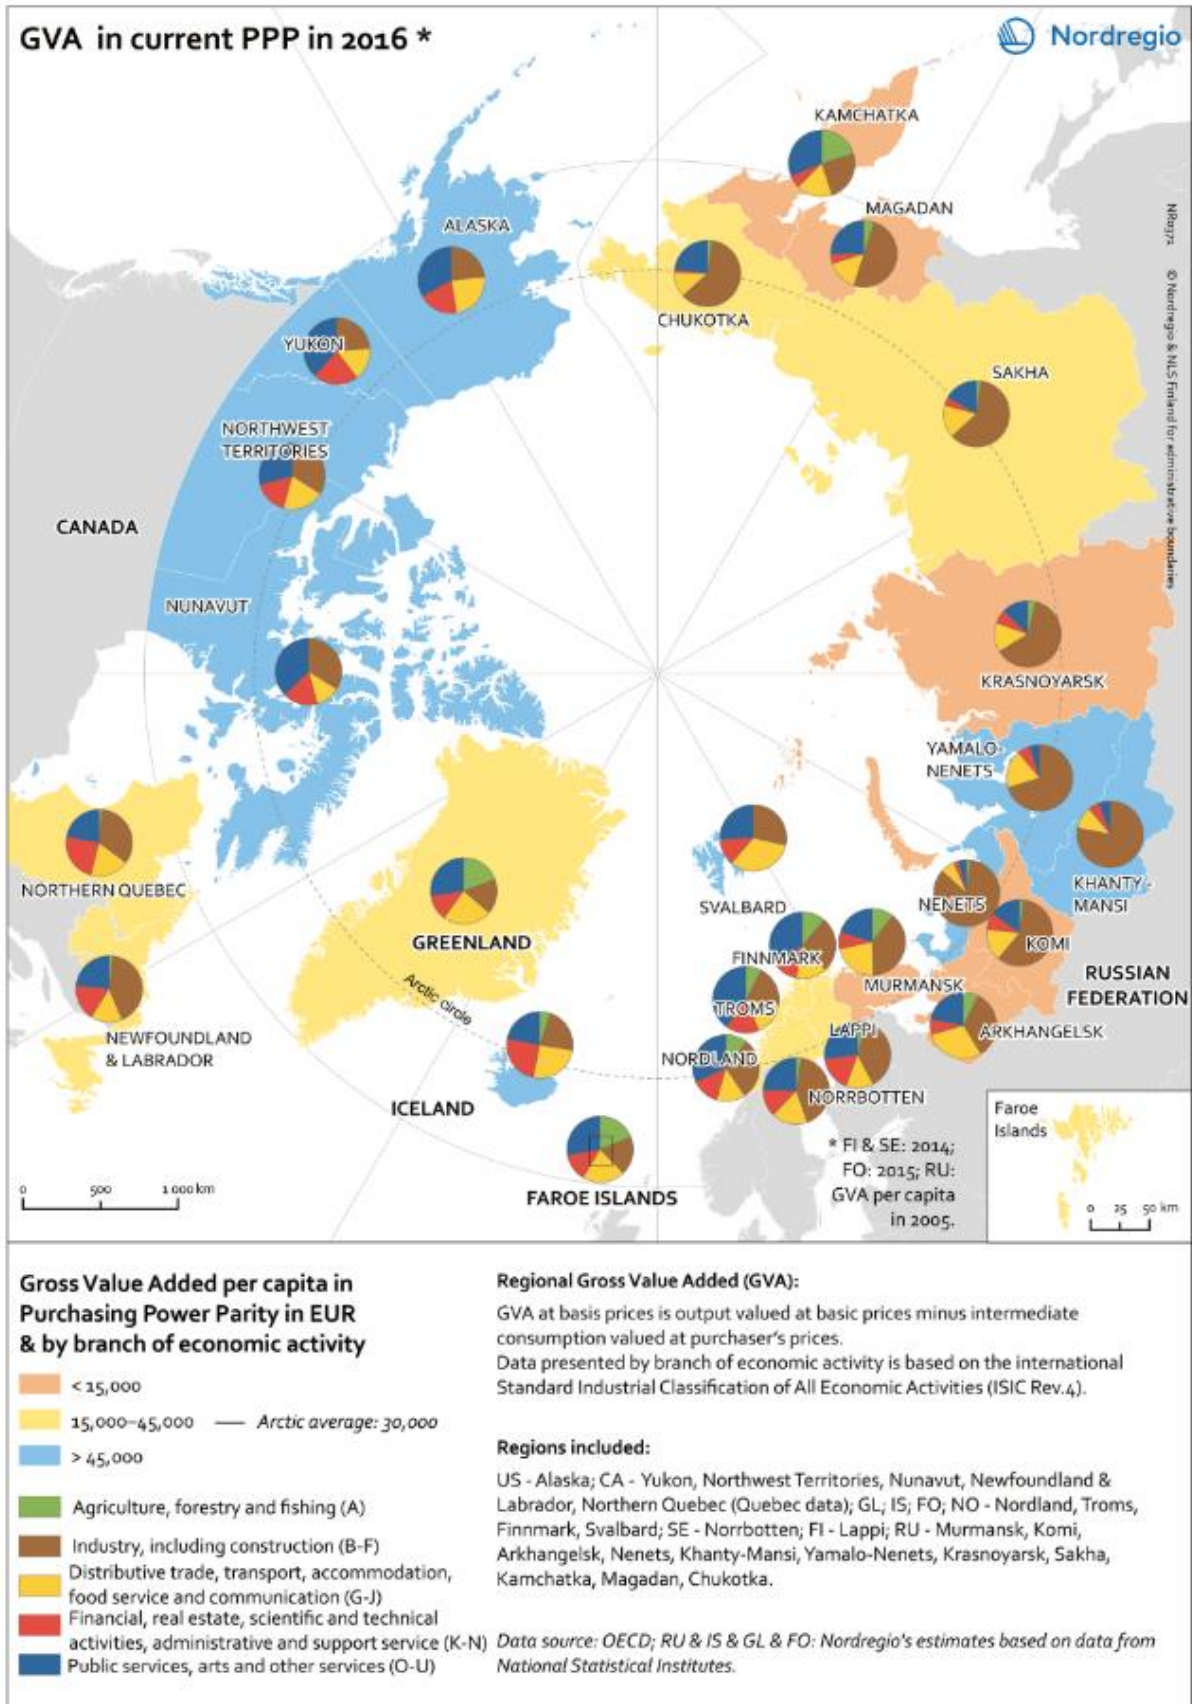 GVA in current PPP in 2016 *
Nordregio
KAMCHATKA
MAGADAN
ALASKA
CHUKOTKA
YUKON
SAKHA
NORTHWEST
TERRITORIES
CANADA
NUNAVUT
KRASNOYARSK
YAMALO-
NENETS
KHANTY-
MANSI
NORTHERN QUEBEC
GREENLAND
SVALBARD
NENETS
KOMI
FINNMARK
MURMANSK
RUSSIAN
FEDERATION
Arctic circle
TROMS
LAPPI
ARKHANGELSK
NEWFOUNDLAND
& LABRADOR
NORDLAND
NORRBOTTEN
ICELAND
FAROE ISLANDS
* FI & SE: 2014;
FO: 2015; RU:
GVA per capita
in 2005.
Faroe
Islands
0 25 50 km
0 500 1 000 km
NR0372 © Nordregio & NLS Finland for administrative boundaries
Gross Value Added per capita in
Purchasing Power Parity in EUR
& by branch of economic activity
< 15,000
15,000–45,000 — Arctic average: 30,000
> 45,000
Agriculture, forestry and fishing (A)
Industry, including construction (B-F)
Distributive trade, transport, accommodation,
food service and communication (G-J)
Financial, real estate, scientific and technical
activities, administrative and support service (K-N)
Public services, arts and other services (O-U)
Regional Gross Value Added (GVA):
GVA at basis prices is output valued at basic prices minus intermediate
consumption valued at purchaser's prices.
Data presented by branch of economic activity is based on the international
Standard Industrial Classification of All Economic Activities (ISIC Rev.4).
Regions included:
US - Alaska; CA - Yukon, Northwest Territories, Nunavut, Newfoundland &
Labrador, Northern Quebec (Quebec data); GL; IS; FO; NO - Nordland, Troms,
Finnmark, Svalbard; SE - Norrbotten; FI - Lappi; RU - Murmansk, Komi,
Arkhangelsk, Nenets, Khanty-Mansi, Yamalo-Nenets, Krasnoyarsk, Sakha,
Kamchatka, Magadan, Chukotka.
Data source: OECD; RU & IS & GL & FO: Nordregio's estimates based on data from
National Statistical Institutes.